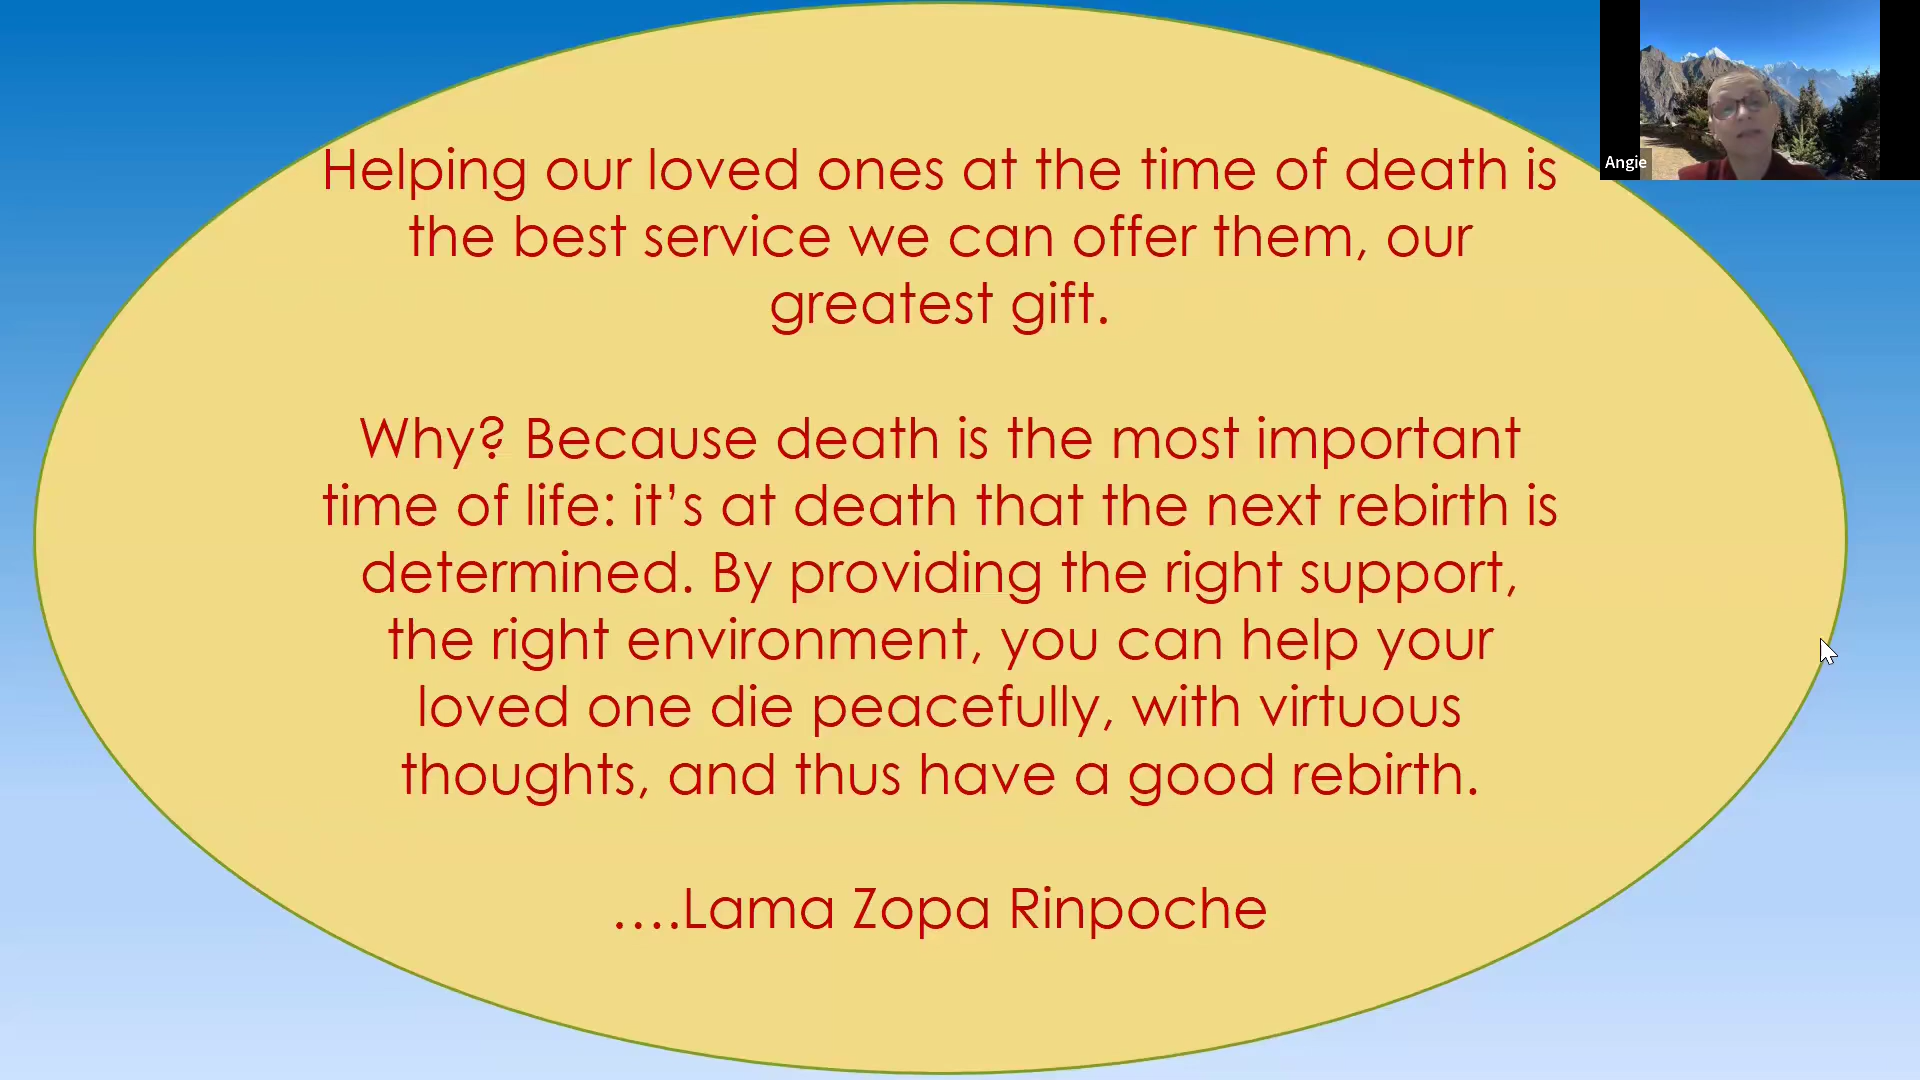 Helping our loved ones at the time of death is
the best service we can offer them, our
greatest gift.
Why? Because death is the most important
time of life: it’s at death that the next rebirth is
determined. By providing the right support,
the right environment, you can help your
loved one die peacefully, with virtuous
thoughts, and thus have a good rebirth.
....Lama Zopa Rinpoche
Angie